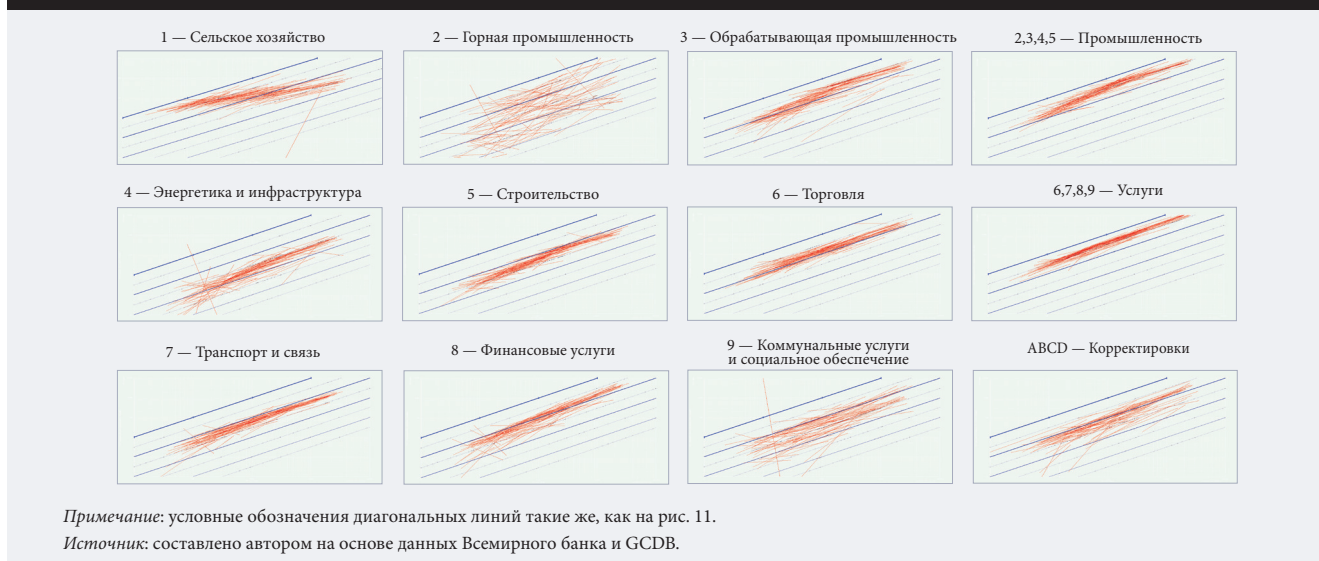 1 — Сельское хозяйство
2 — Горная промышленность
3 — Обрабатывающая промышленность
2,3,4,5 — Промышленность
4 — Энергетика и инфраструктура
5 — Строительство
6 — Торговля
6,7,8,9 — Услуги
7 — Транспорт и связь
8 — Финансовые услуги
9 — Коммунальные услуги
и социальное обеспечение
ABCD — Корректировки
Примечание: условные обозначения диагональных линий такие же, как на рис. 11.
Источник: составлено автором на основе данных Всемирного банка и GCDB.